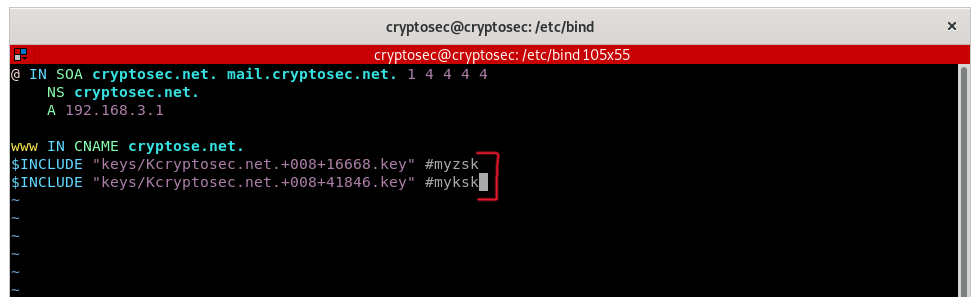 cryptosec@cryptosec: /etc/bind
cryptosec@cryptosec: /etc/bind 105x55
@ IN SOA cryptosec.net. mail.cryptosec.net. 1 4 4 4 4
NS cryptosec.net.
A 192.168.3.1
www IN CNAME cryptose.net.
$INCLUDE "keys/Kcryptosec.net.+008+16668.key" #myzsk
$INCLUDE "keys/Kcryptosec.net.+008+41846.key" #myksk
~
~
~
~
~
~